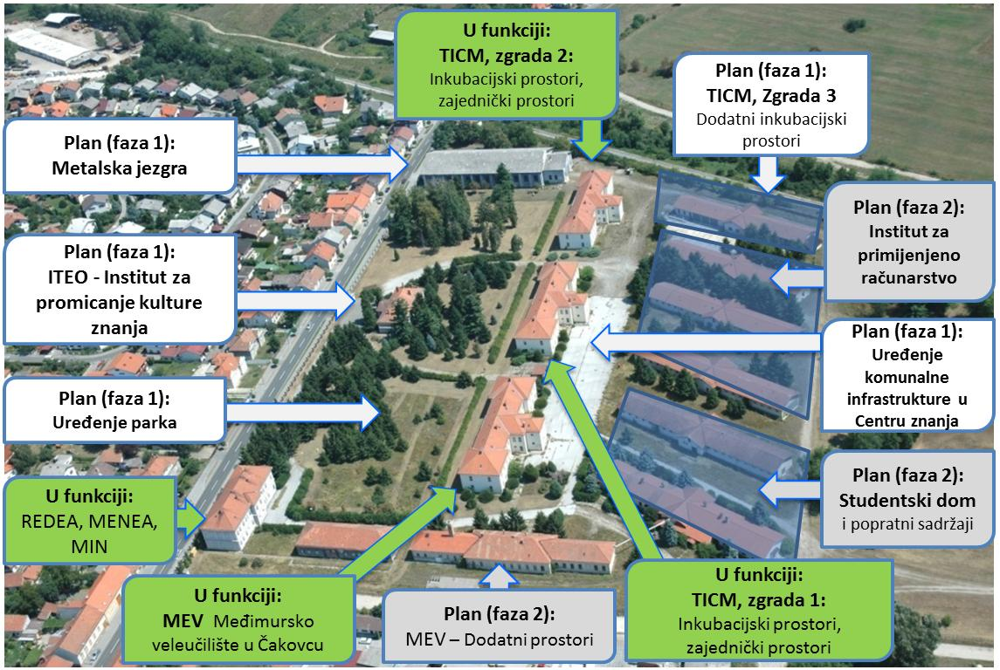 U funkciji:
TICM, zgrada 2:
Inkubacijski prostori,
zajednički prostori
Plan (faza 1):
TICM, Zgrada 3
Dodatni inkubacijski
prostori
Plan (faza 1):
Metalska jezgra
Plan (faza 2):
Institut za
primijenjeno
računarstvo
Plan (faza 1):
ITEO - Institut za
promicanje kulture
znanja
Plan (faza 1):
Uređenje
komunalne
infrastrukture u
Centru znanja
Plan (faza 1):
Uređenje parka
Plan (faza 2):
Studentski dom
i popratni sadržaji
U funkciji:
REDEA, MENEA,
MIN
U funkciji:
MEV Međimursko
veleučilište u Čakovcu
Plan (faza 2):
MEV – Dodatni prostori
U funkciji:
TICM, zgrada 1:
Inkubacijski prostori,
zajednički prostori